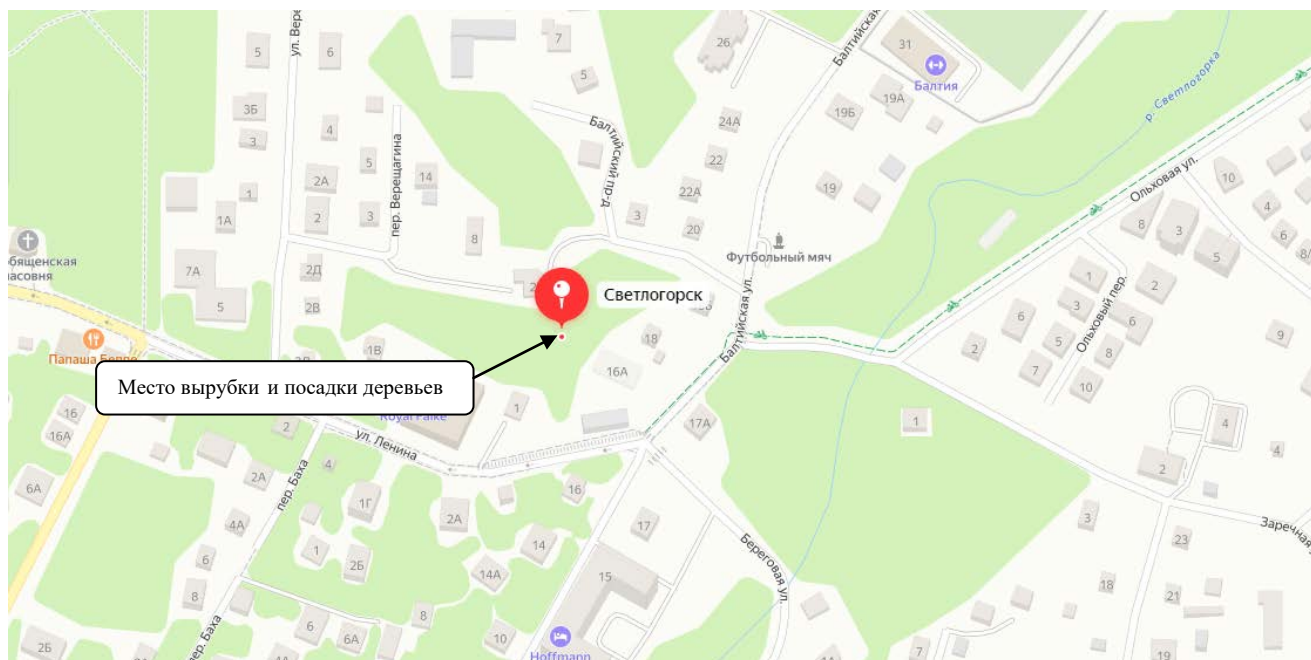 ул. Вере
5
6
7
5
26
Балтийская
31
Балтия
19А
19Б
р. Светлогорка
3Б
3
4
5
2А
1
1А
2
3
пер. Верещагина
14
8
Балтийский пр-д
24А
22
22А
3
20
19
Футбольный мяч
Ольховая ул.
10
4
6
8
3
5
8/
бященская
часовня
7А
5
2Д
2В
Светлогорск
18
16А
Балтийская ул.
1
2
3
6
Ольховый пер.
6
5
8
7
10
2
9
Папаша Беппе
1В
Место вырубки и посадки деревьев
16
16А
2
ул. Ленина
1
17А
1
4
4
2
6А
2А
4
пер. Баха
1Г
2А
16
17
Береговая ул.
3
Заречная
23
4А
6
8
1
2Б
14
14А
15
18
21
2Б
пер. Баха
6
6А
4А
8
10
Hoffmann
7
19